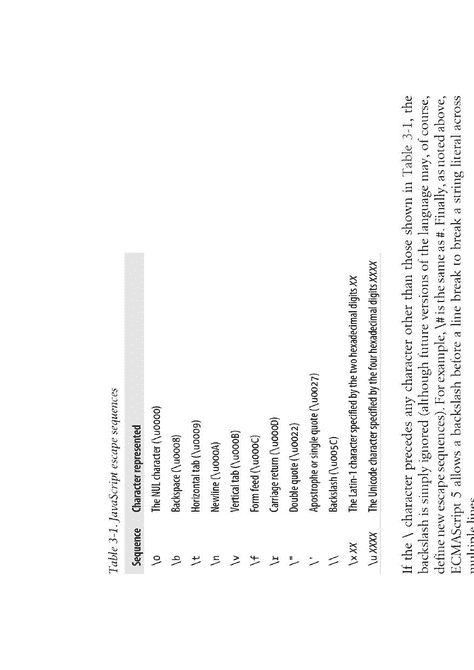 Table 3-1. JavaScript escape sequences
Sequence Character represented
\0 The NUL character (\u0000)
\b Backspace (\u0008)
\t Horizontal tab (\u0009)
\n Newline (\u000A)
\v Vertical tab (\u000B)
\f Form feed (\u000C)
\r Carriage return (\u000D)
\" Double quote (\u0022)
\' Apostrophe or single quote (\u0027)
\\ Backslash (\u005C)
\x XX The Latin-1 character specified by the two hexadecimal digits XX
\u XXXX The Unicode character specified by the four hexadecimal digits XXXX
If the \ character precedes any character other than those shown in Table 3-1, the
backslash is simply ignored (although future versions of the language may, of course,
define new escape sequences). For example, \# is the same as #. Finally, as noted above,
ECMAScript 5 allows a backslash before a line break to break a string literal across
multiple lines.